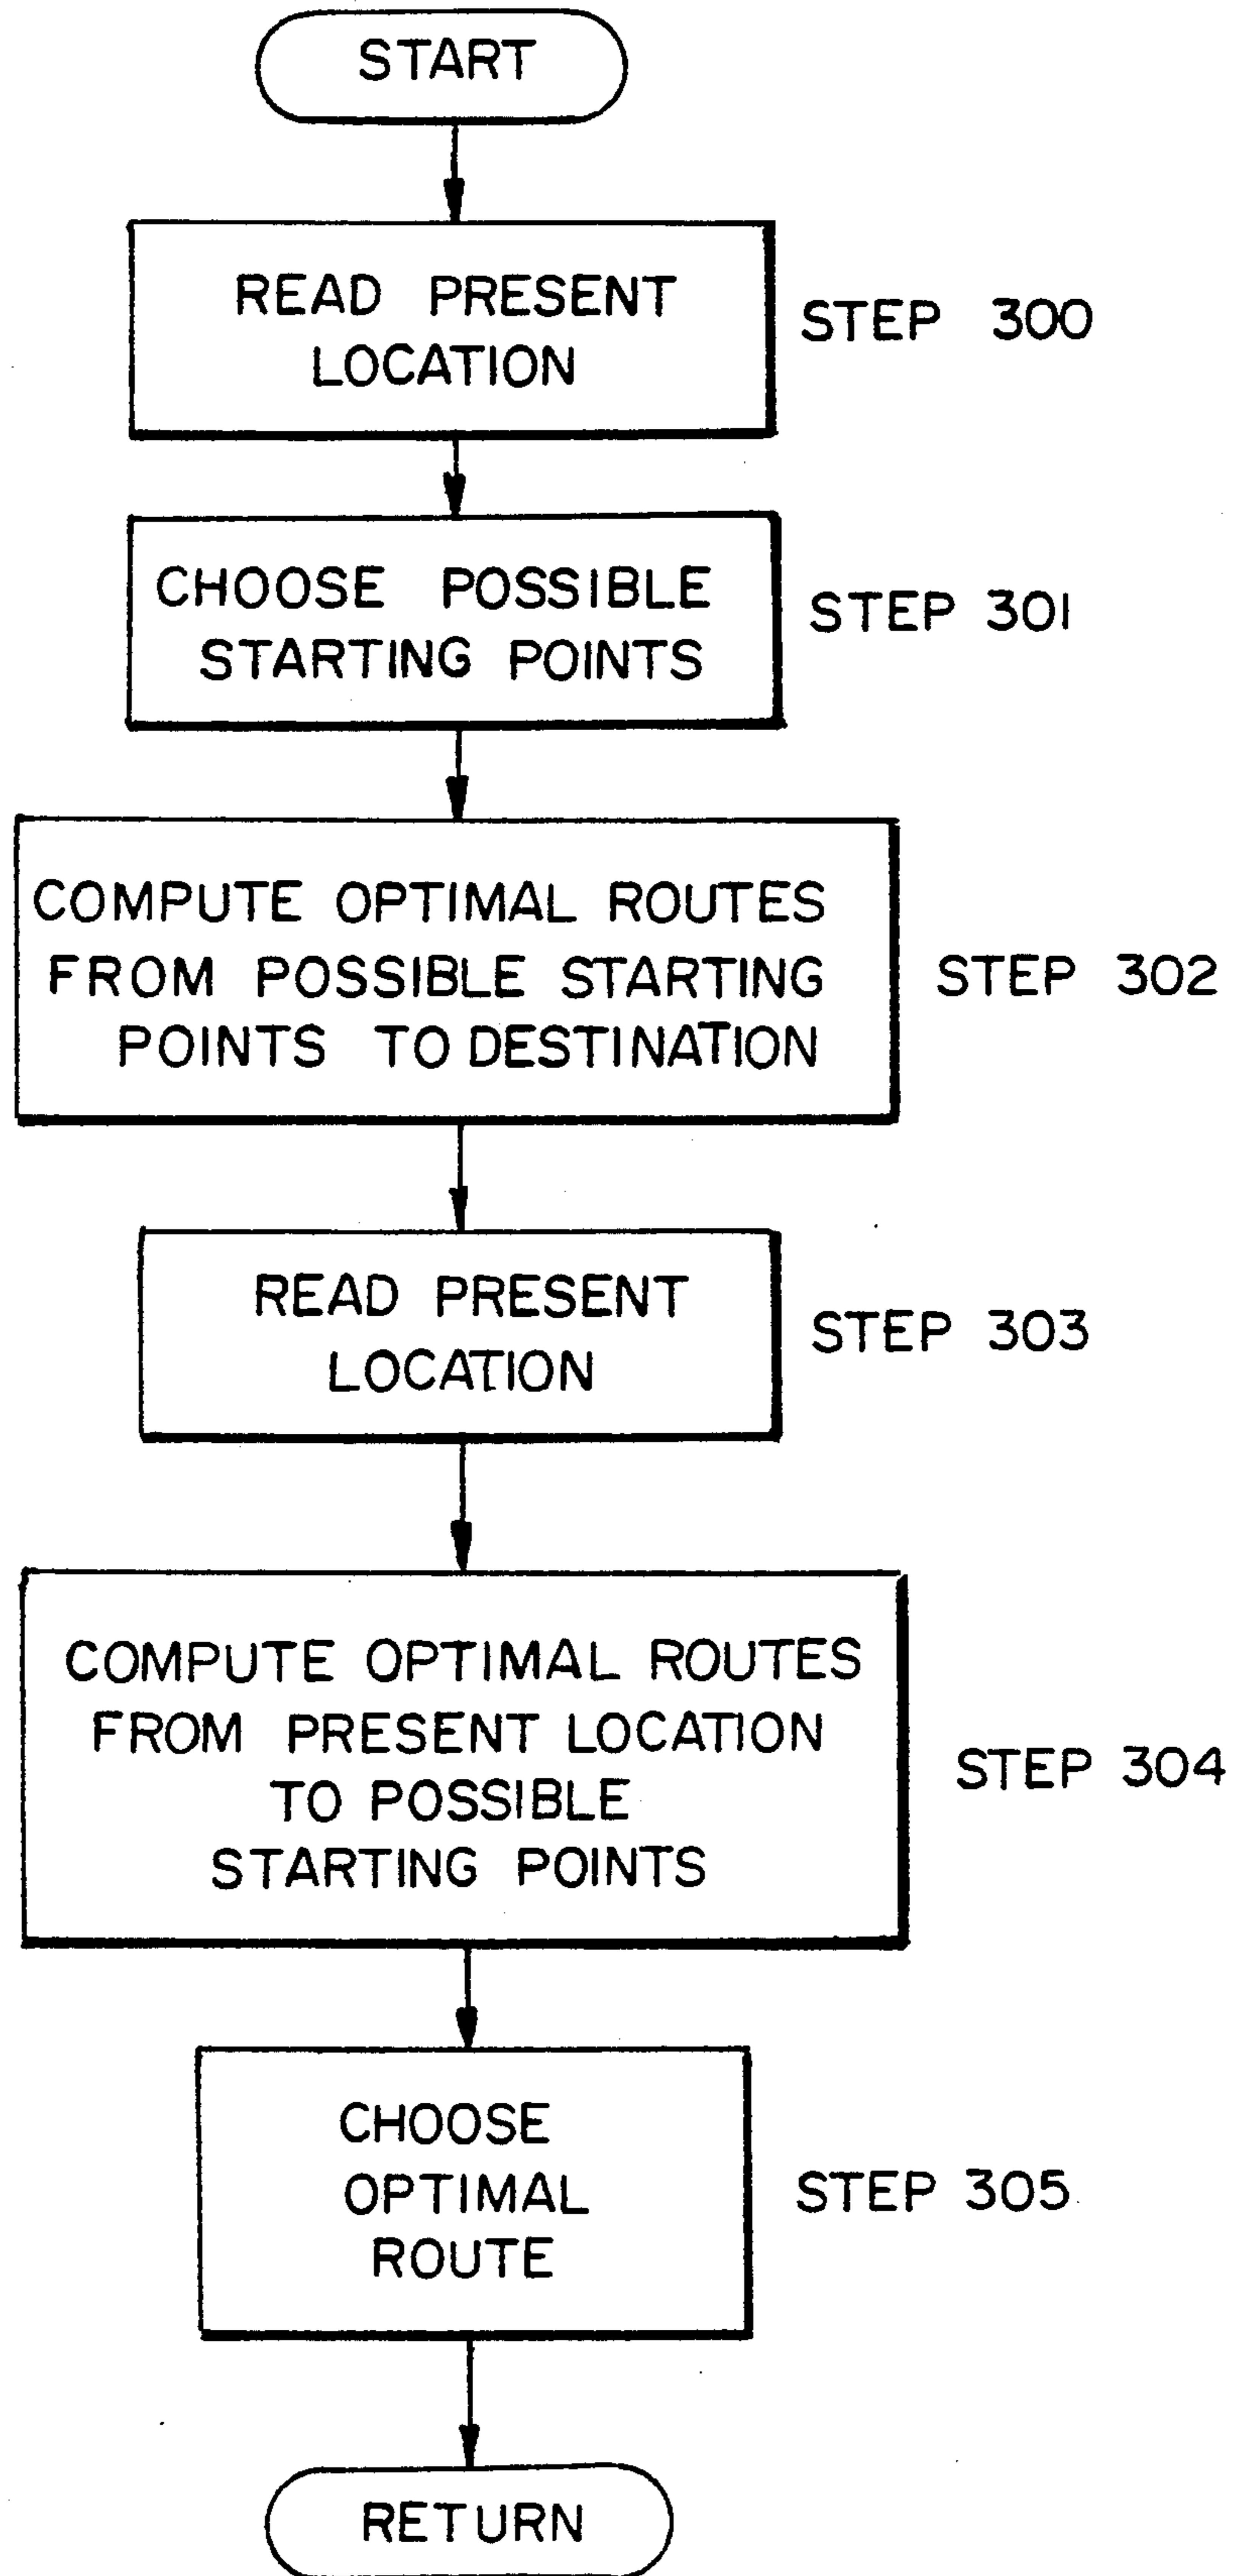 START
READ PRESENT
LOCATION
STEP 300
CHOOSE POSSIBLE
STARTING POINTS
STEP 301
COMPUTE OPTIMAL ROUTES
FROM POSSIBLE STARTING
POINTS TO DESTINATION
STEP 302
READ PRESENT
LOCATION
STEP 303
COMPUTE OPTIMAL ROUTES
FROM PRESENT LOCATION
TO POSSIBLE
STARTING POINTS
STEP 304
CHOOSE
OPTIMAL
ROUTE
STEP 305
RETURN